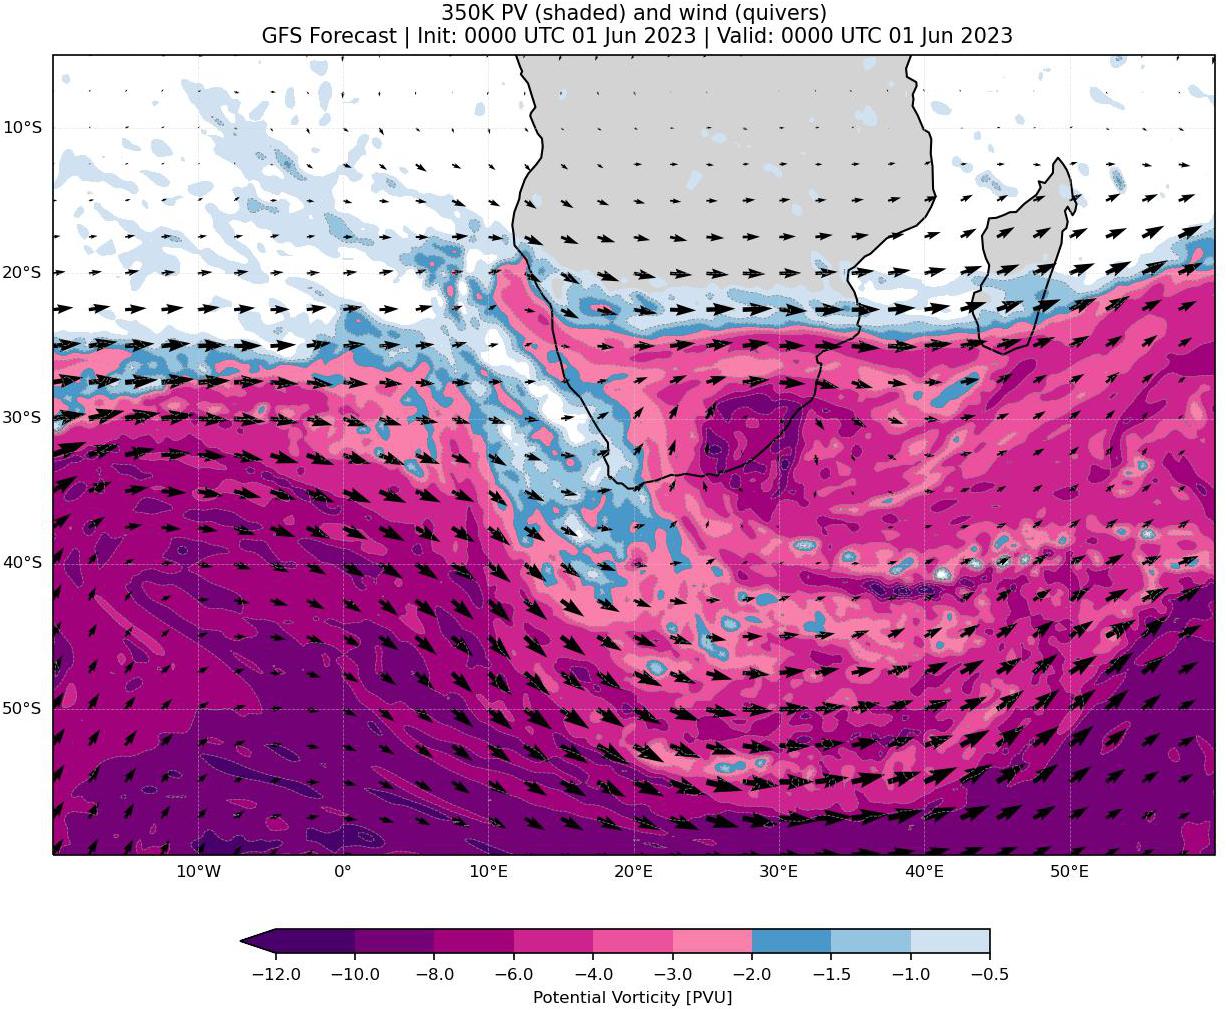 350K PV (shaded) and wind (quivers)
GFS Forecast | Init: 0000 UTC 01 Jun 2023 | Valid: 0000 UTC 01 Jun 2023
10°S
20°S
30°S
40°S
50°S
10°W 0° 10°E 20°E 30°E 40°E 50°E
−12.0 −10.0 −8.0 −6.0 −4.0 −3.0 −2.0 −1.5 −1.0 −0.5
Potential Vorticity [PVU]